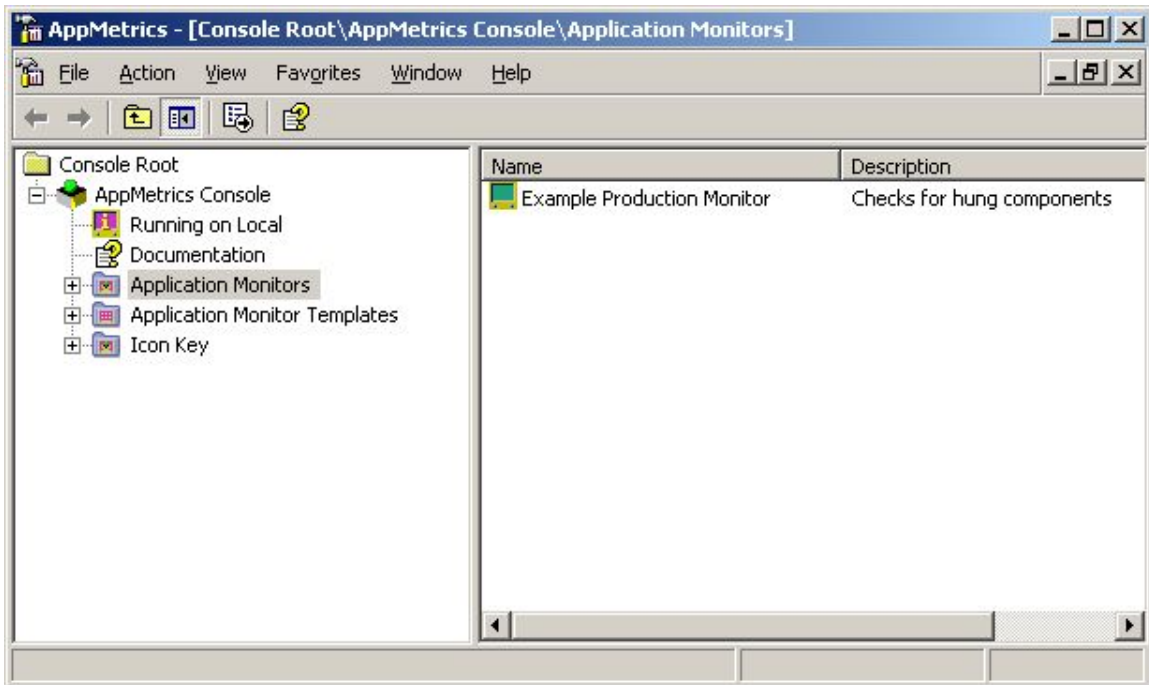 AppMetrics - [Console Root\AppMetrics Console\Application Monitors]
File Action View Favorites Window Help
Console Root
AppMetrics Console
Running on Local
Documentation
Application Monitors
Application Monitor Templates
Icon Key
Name Description
Example Production Monitor Checks for hung components